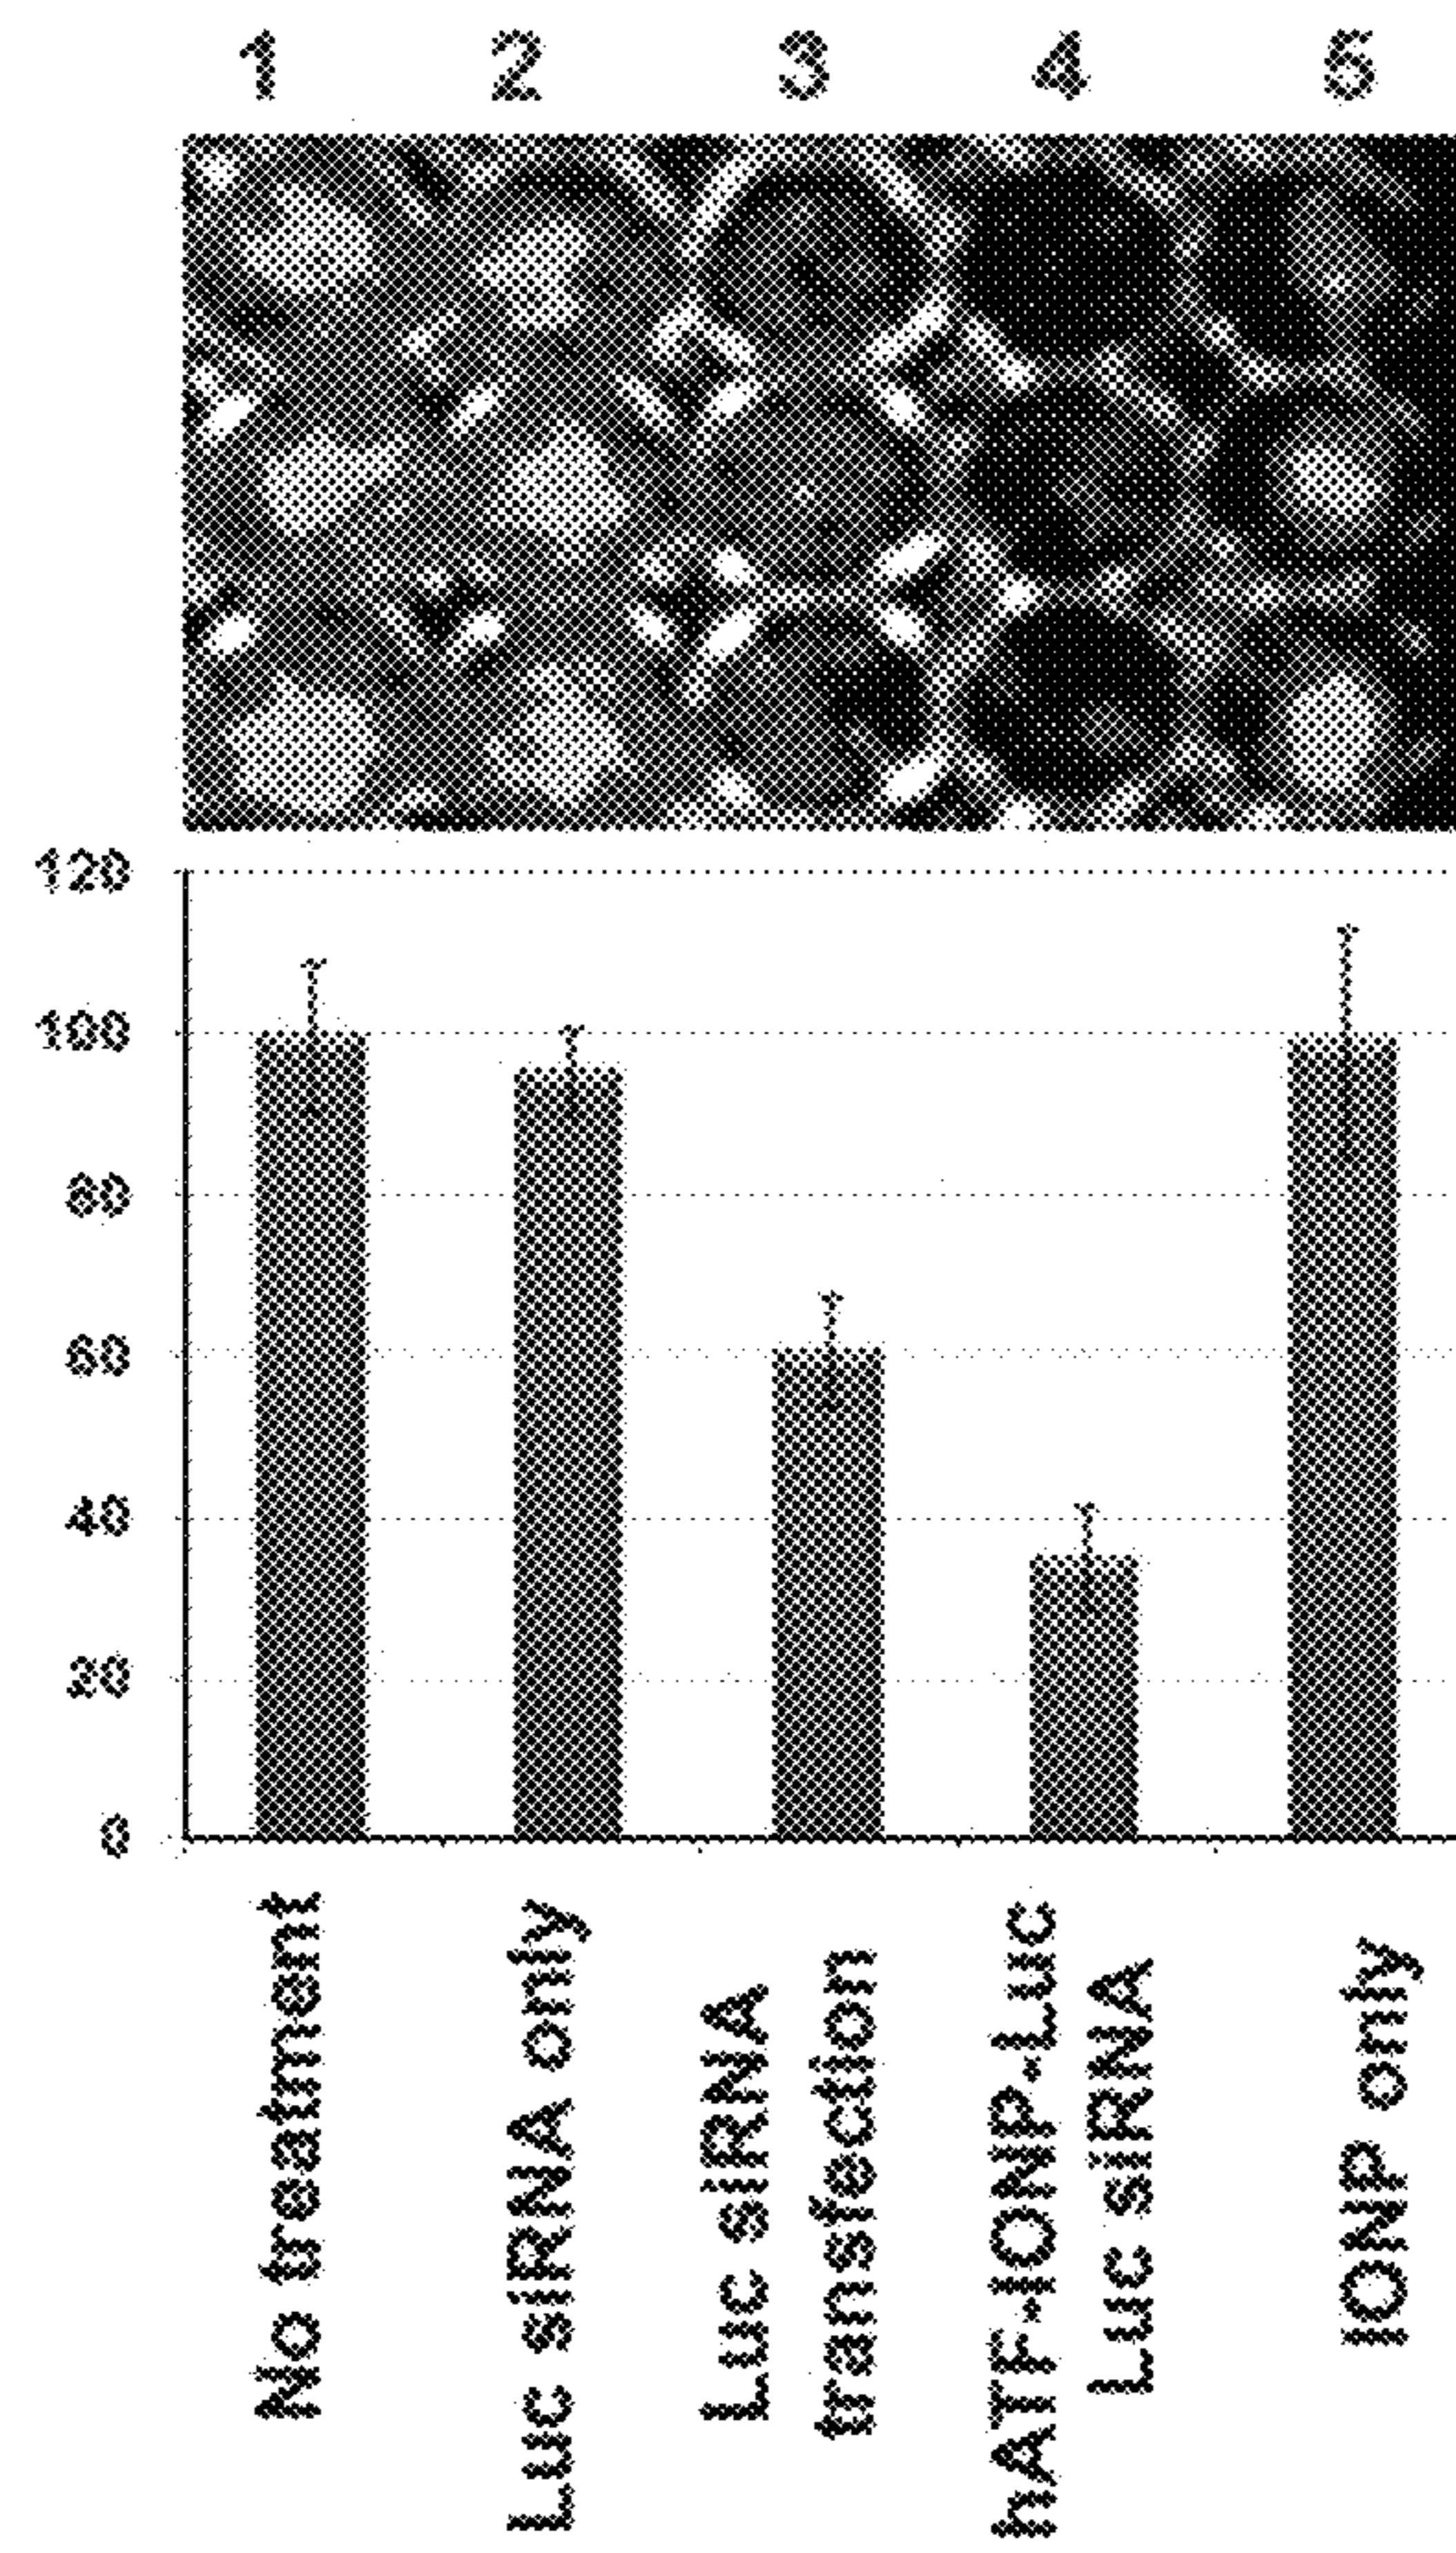 1 2 3 4 5
120
100
80
60
40
20
0
No treatment
Luc siRNA only
Luc siRNA
transfection
hATF-IONP-Luc
Luc siRNA
IONP only